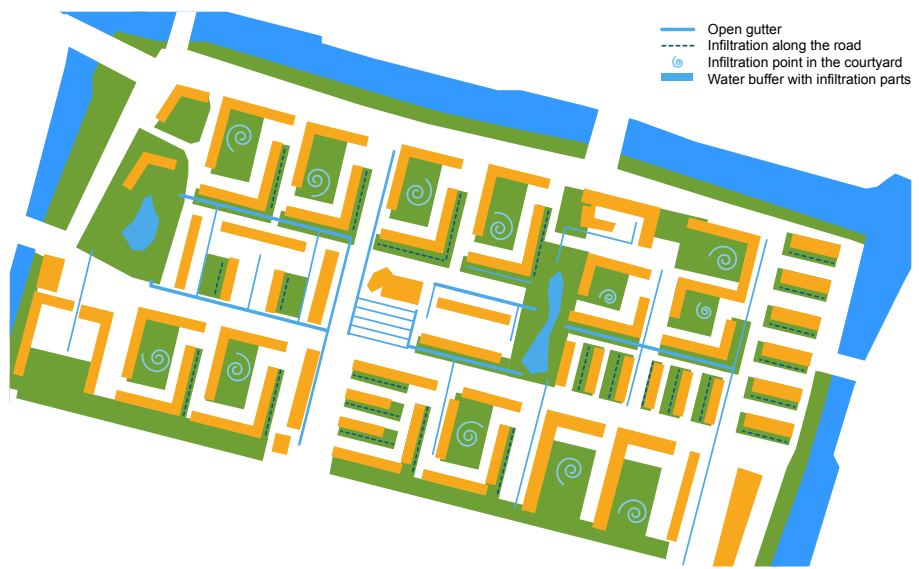 Open gutter
Infiltration along the road
Infiltration point in the courtyard
Water buffer with infiltration parts